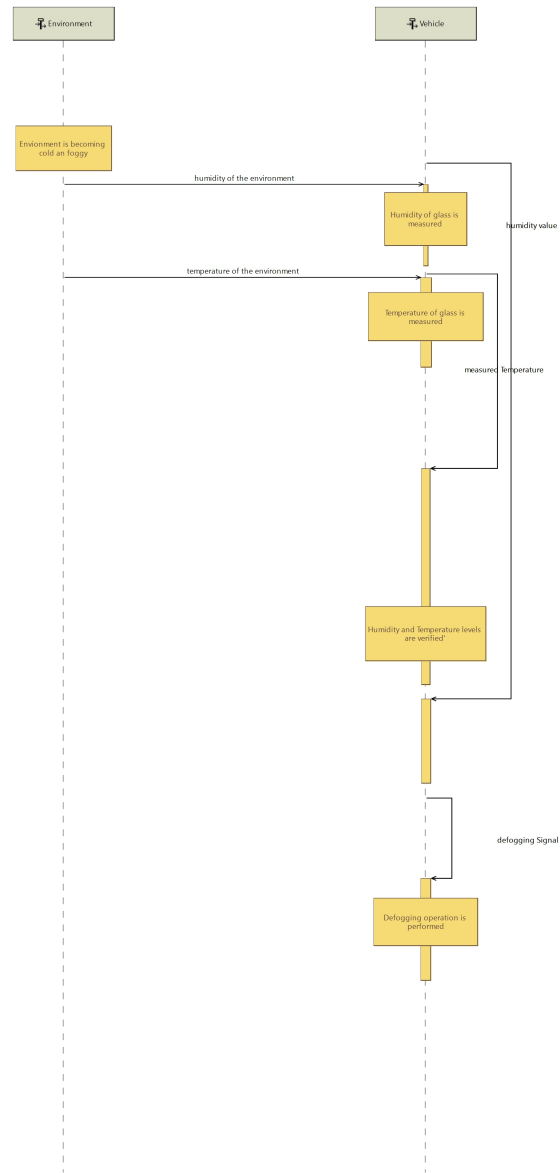 Environment
Vehicle
Envionment is becoming
cold an foggy
humidity of the environment
Humidity of glass is
measured
humidity value
temperature of the environment
Temperature of glass is
measured
measured Temperature
Humidity and Temperature levels
are verified'
defogging Signal
Defogging operation is
performed